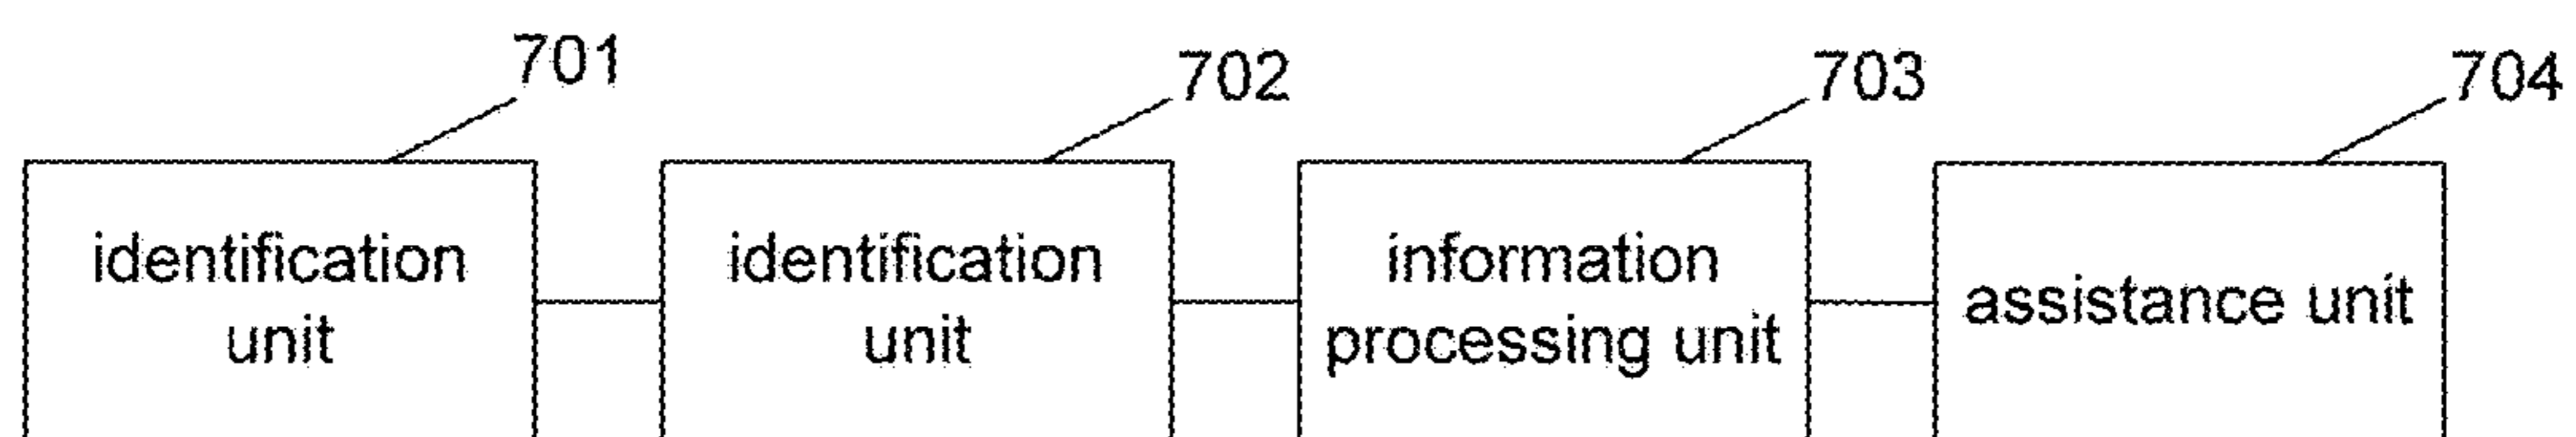 701
702
703
704
identification
unit
identification
unit
information
processing unit
assistance unit